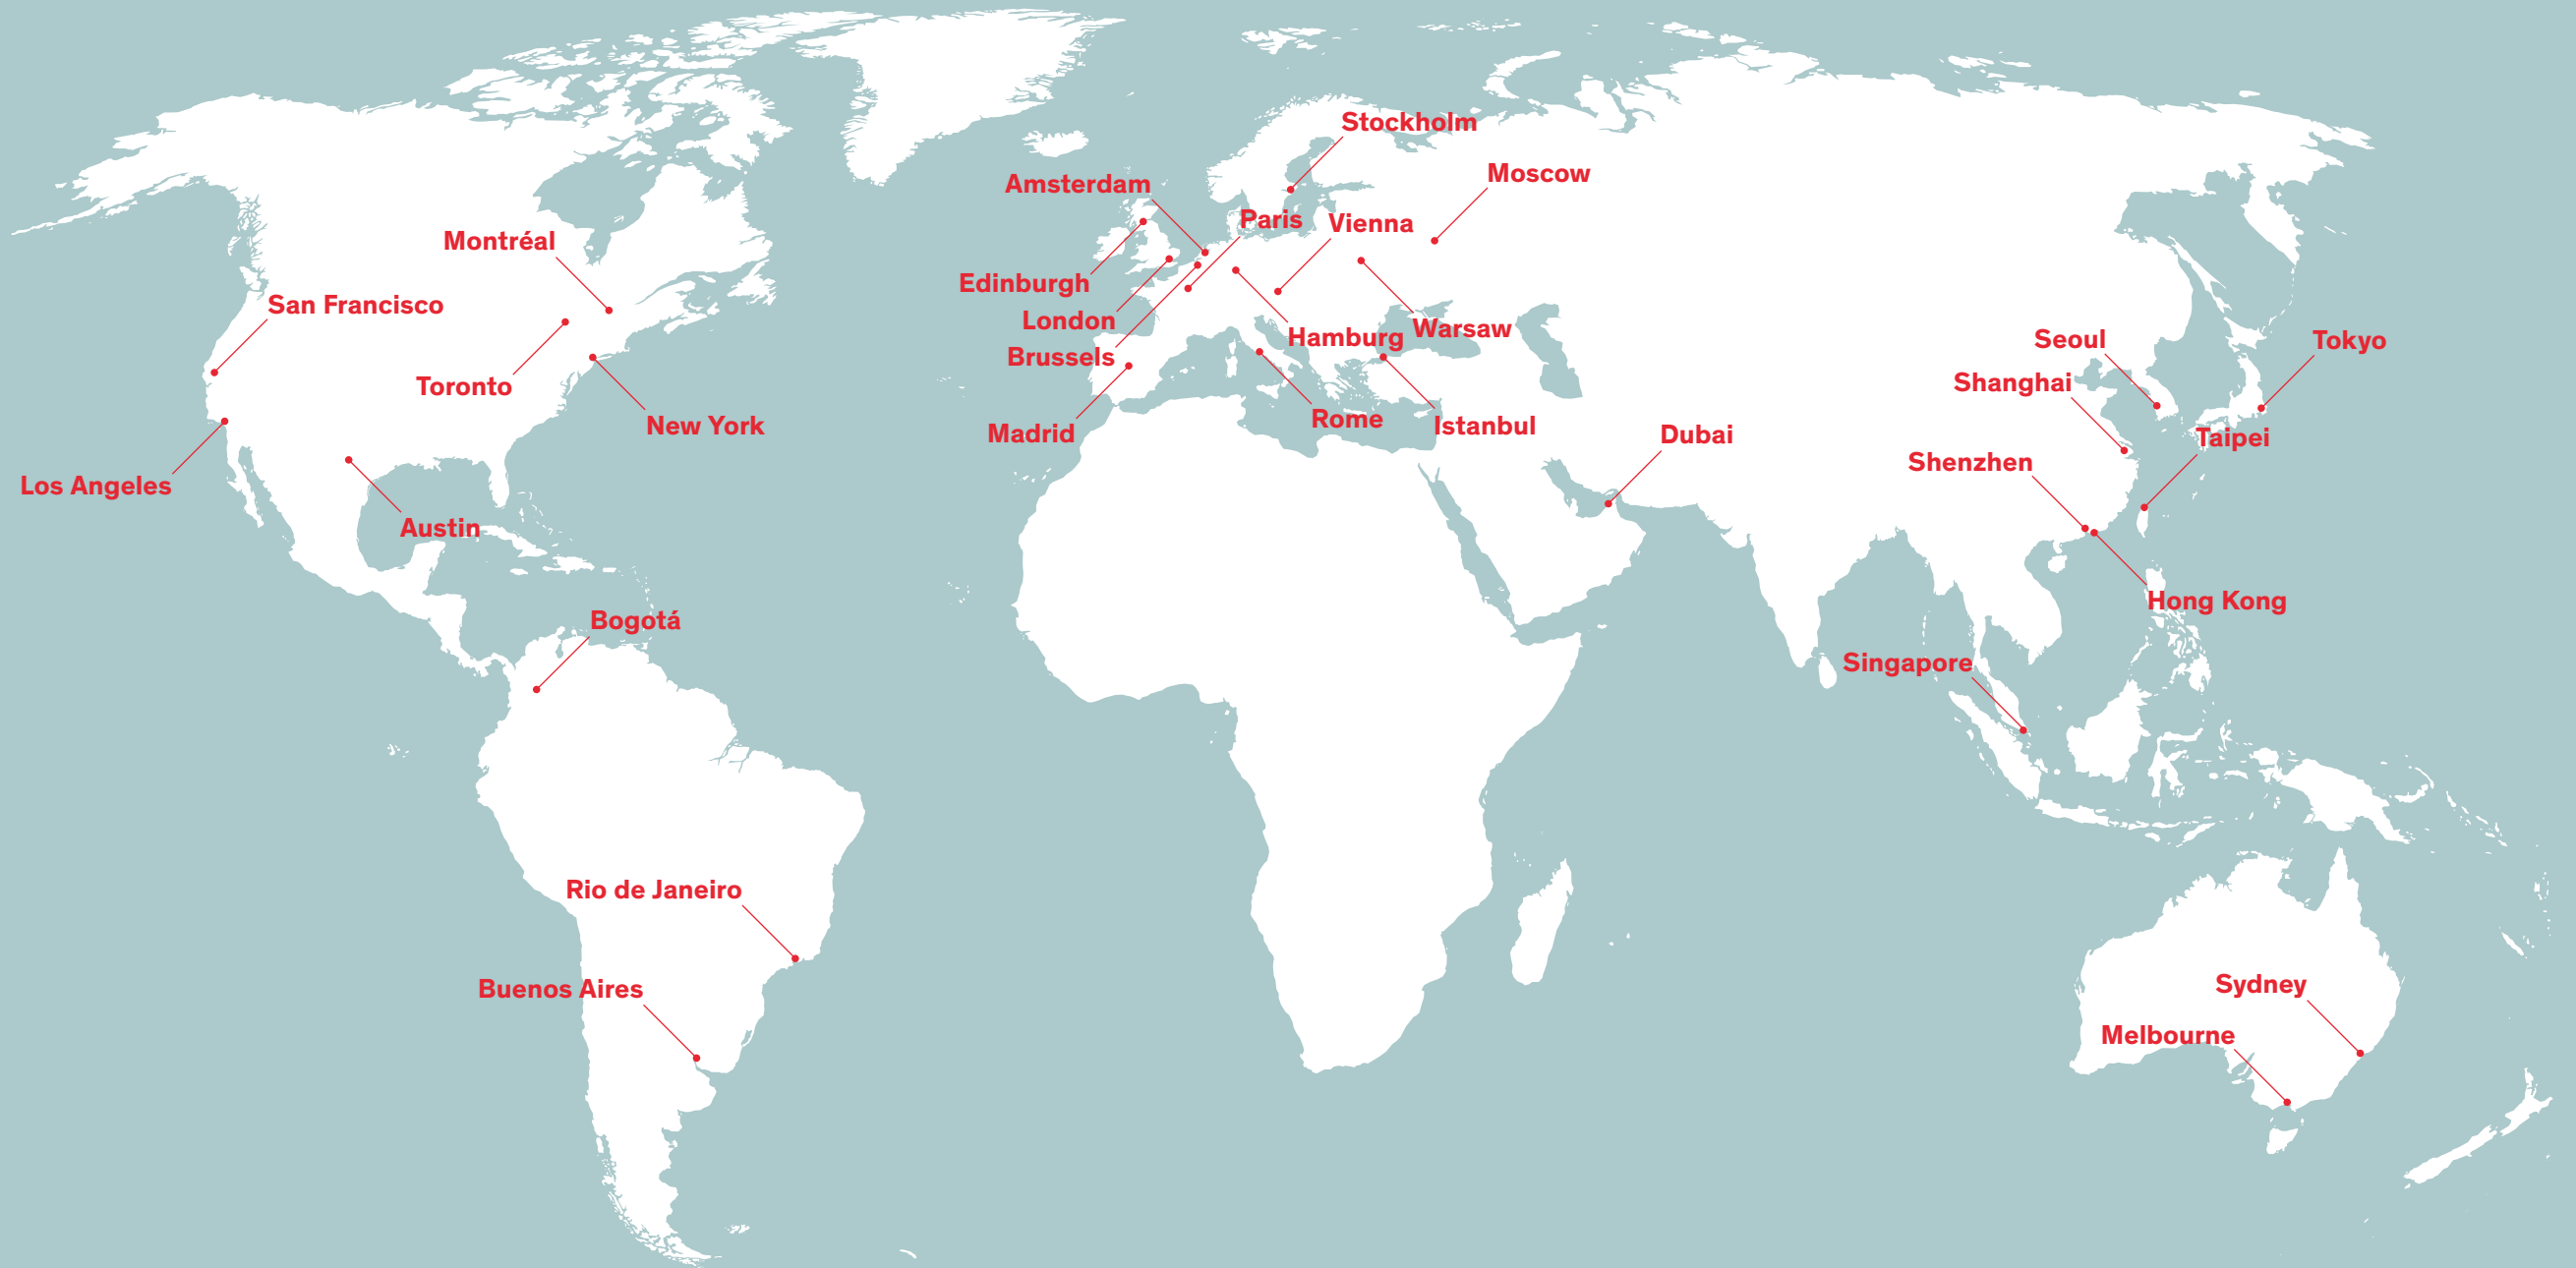 Stockholm
Moscow
Amsterdam
Paris
Vienna
Montréal
Edinburgh
San Francisco
London
Warsaw
Hamburg
Seoul
Tokyo
Brussels
Shanghai
Toronto
Rome
New York
Istanbul
Madrid
Dubai
Taipei
Shenzhen
Los Angeles
Austin
Hong Kong
Bogotá
Singapore
Rio de Janeiro
Sydney
Buenos Aires
Melbourne